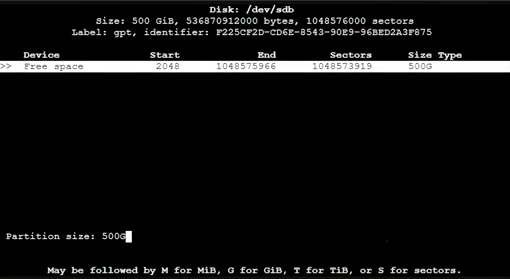 Disk: /dev/sdb
Size: 500 GiB, 536870912000 bytes, 1048576000 sectors
Label: gpt, identifier: F225CF2D-CD6E-8543-90E9-96BED2A3F875
Device Start End Sectors Size Type
>> Free space 2048 1048575966 1048573919 500G
Partition size: 500G
May be followed by M for MiB, G for GiB, T for TiB, or S for sectors.